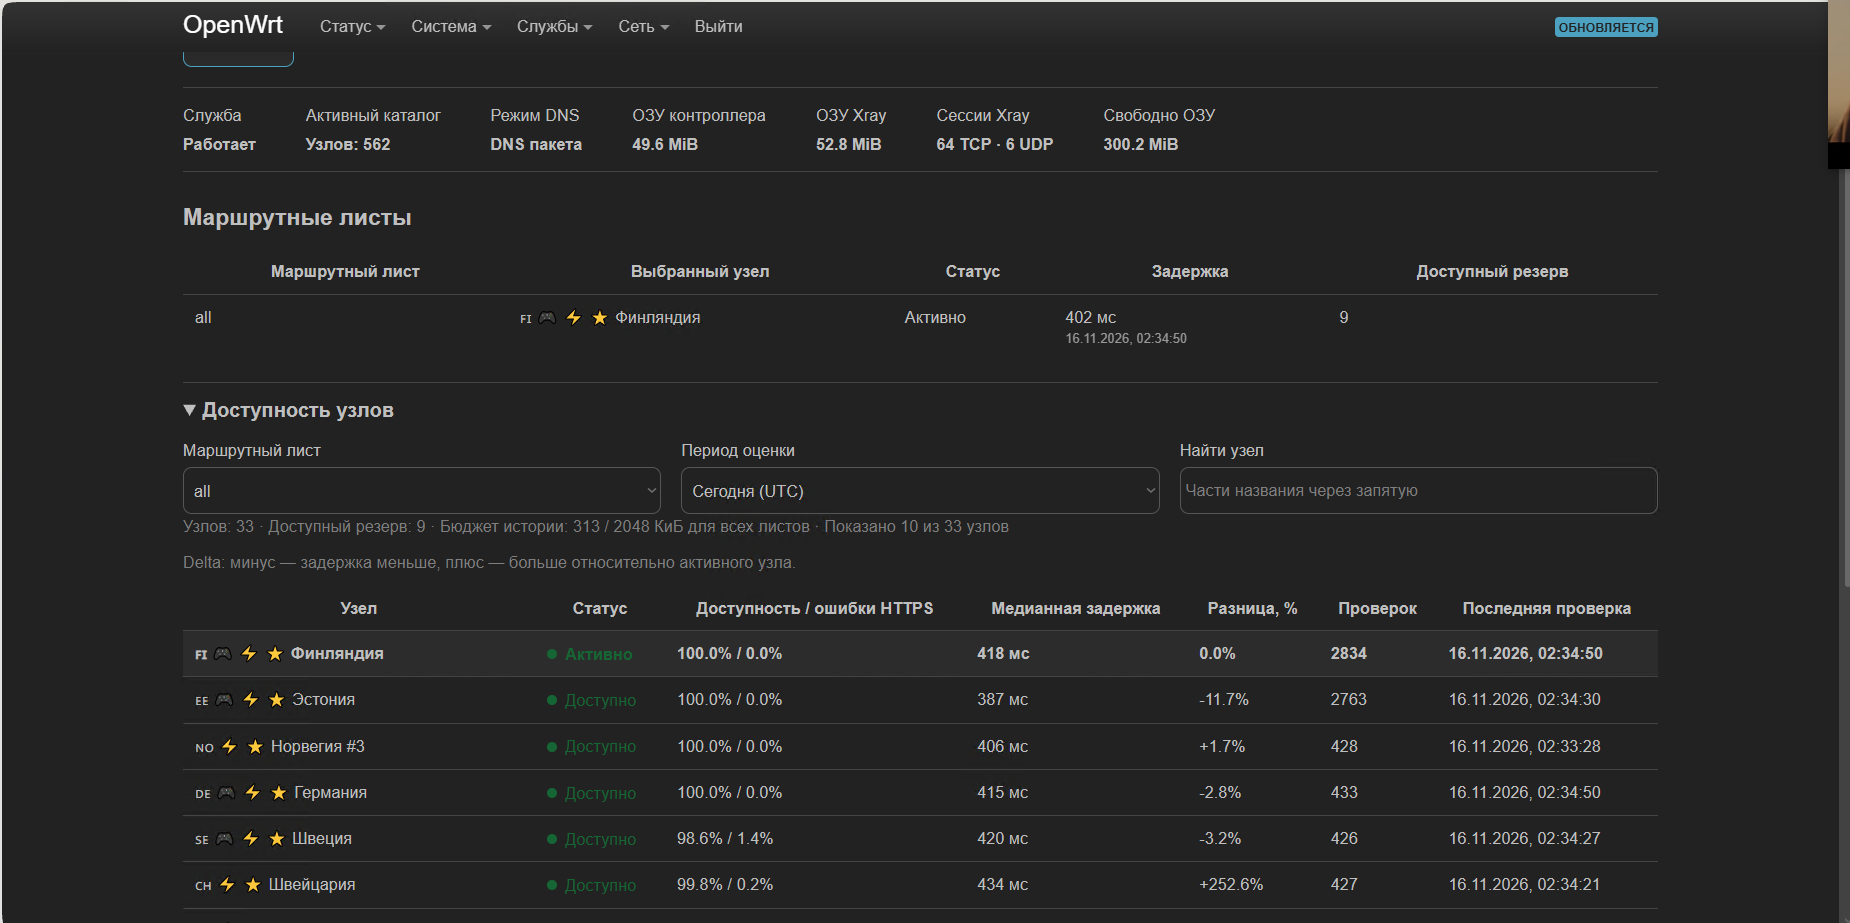 OpenWrt Статус Система Службы Сеть Выйти ОБНОВЛЯЕТСЯ
Служба Активный каталог Режим DNS ОЗУ контроллера ОЗУ Xray Сессии Xray Свободно ОЗУ
Работает Узлов: 562 DNS пакета 49.6 MiB 52.8 MiB 64 TCP · 6 UDP 300.2 MiB
Маршрутные листы
Маршрутный лист Выбранный узел Статус Задержка Доступный резерв
all FI 🎮 ⚡ ⭐ Финляндия Активно 402 мс 9
16.11.2026, 02:34:50
▼ Доступность узлов
Маршрутный лист Период оценки Найти узел
all Сегодня (UTC) Части названия через запятую
Узлов: 33 · Доступный резерв: 9 · Бюджет истории: 313 / 2048 КиБ для всех листов · Показано 10 из 33 узлов
Delta: минус — задержка меньше, плюс — больше относительно активного узла.
Узел Статус Доступность / ошибки HTTPS Медианная задержка Разница, % Проверок Последняя проверка
FI 🎮 ⚡ ⭐ Финляндия ● Активно 100.0% / 0.0% 418 мс 0.0% 2834 16.11.2026, 02:34:50
EE 🎮 ⚡ ⭐ Эстония ● Доступно 100.0% / 0.0% 387 мс -11.7% 2763 16.11.2026, 02:34:30
NO ⚡ ⭐ Норвегия #3 ● Доступно 100.0% / 0.0% 406 мс +1.7% 428 16.11.2026, 02:33:28
DE 🎮 ⚡ ⭐ Германия ● Доступно 100.0% / 0.0% 415 мс -2.8% 433 16.11.2026, 02:34:50
SE 🎮 ⚡ ⭐ Швеция ● Доступно 98.6% / 1.4% 420 мс -3.2% 426 16.11.2026, 02:34:27
CH ⚡ ⭐ Швейцария ● Доступно 99.8% / 0.2% 434 мс +252.6% 427 16.11.2026, 02:34:21